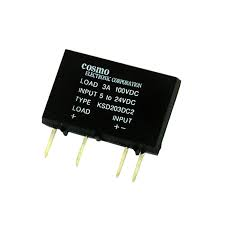 cosmo
ELECTRONIC CORPORATION
LOAD 3A 100VDC
INPUT 5 to 24VDC
TYPE KSD203DC2
LOAD INPUT
+ +-